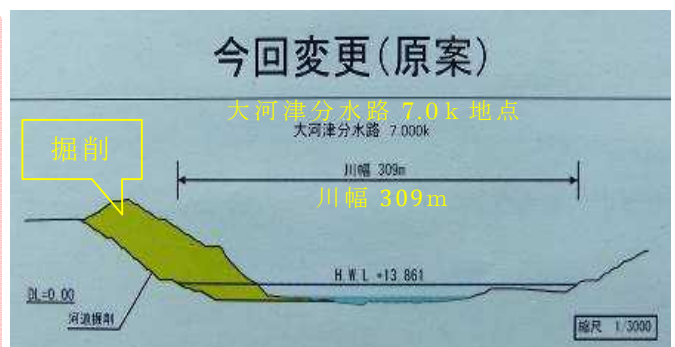 今回変更(原案)
大河津分水路 7.0k 地点
大河津分水路 7.000k
掘削
川幅 309m
川幅 309m
H.W.L +13.861
DL=0.00
河道掘削
縮尺 1/3000